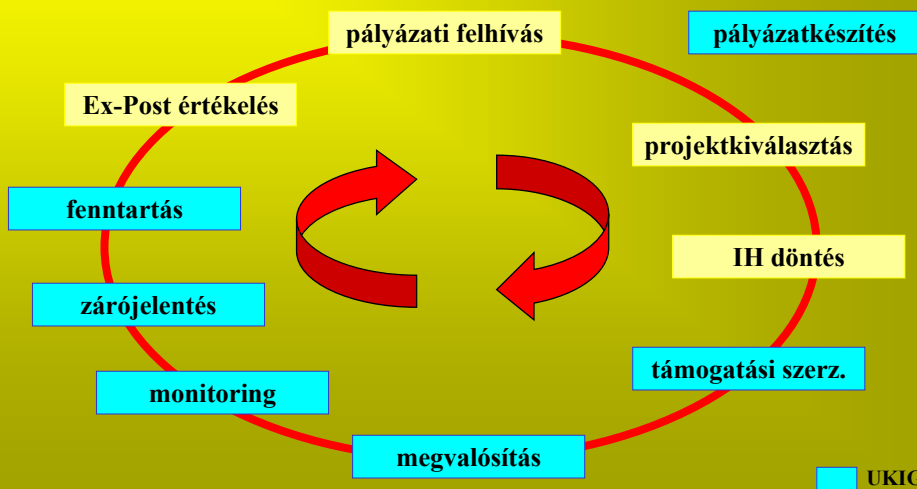 pályázati felhívás
pályázatkészítés
projektkiválasztás
IH döntés
támogatási szerz.
megvalósítás
monitoring
zárójelentés
fenntartás
Ex-Post értékelés